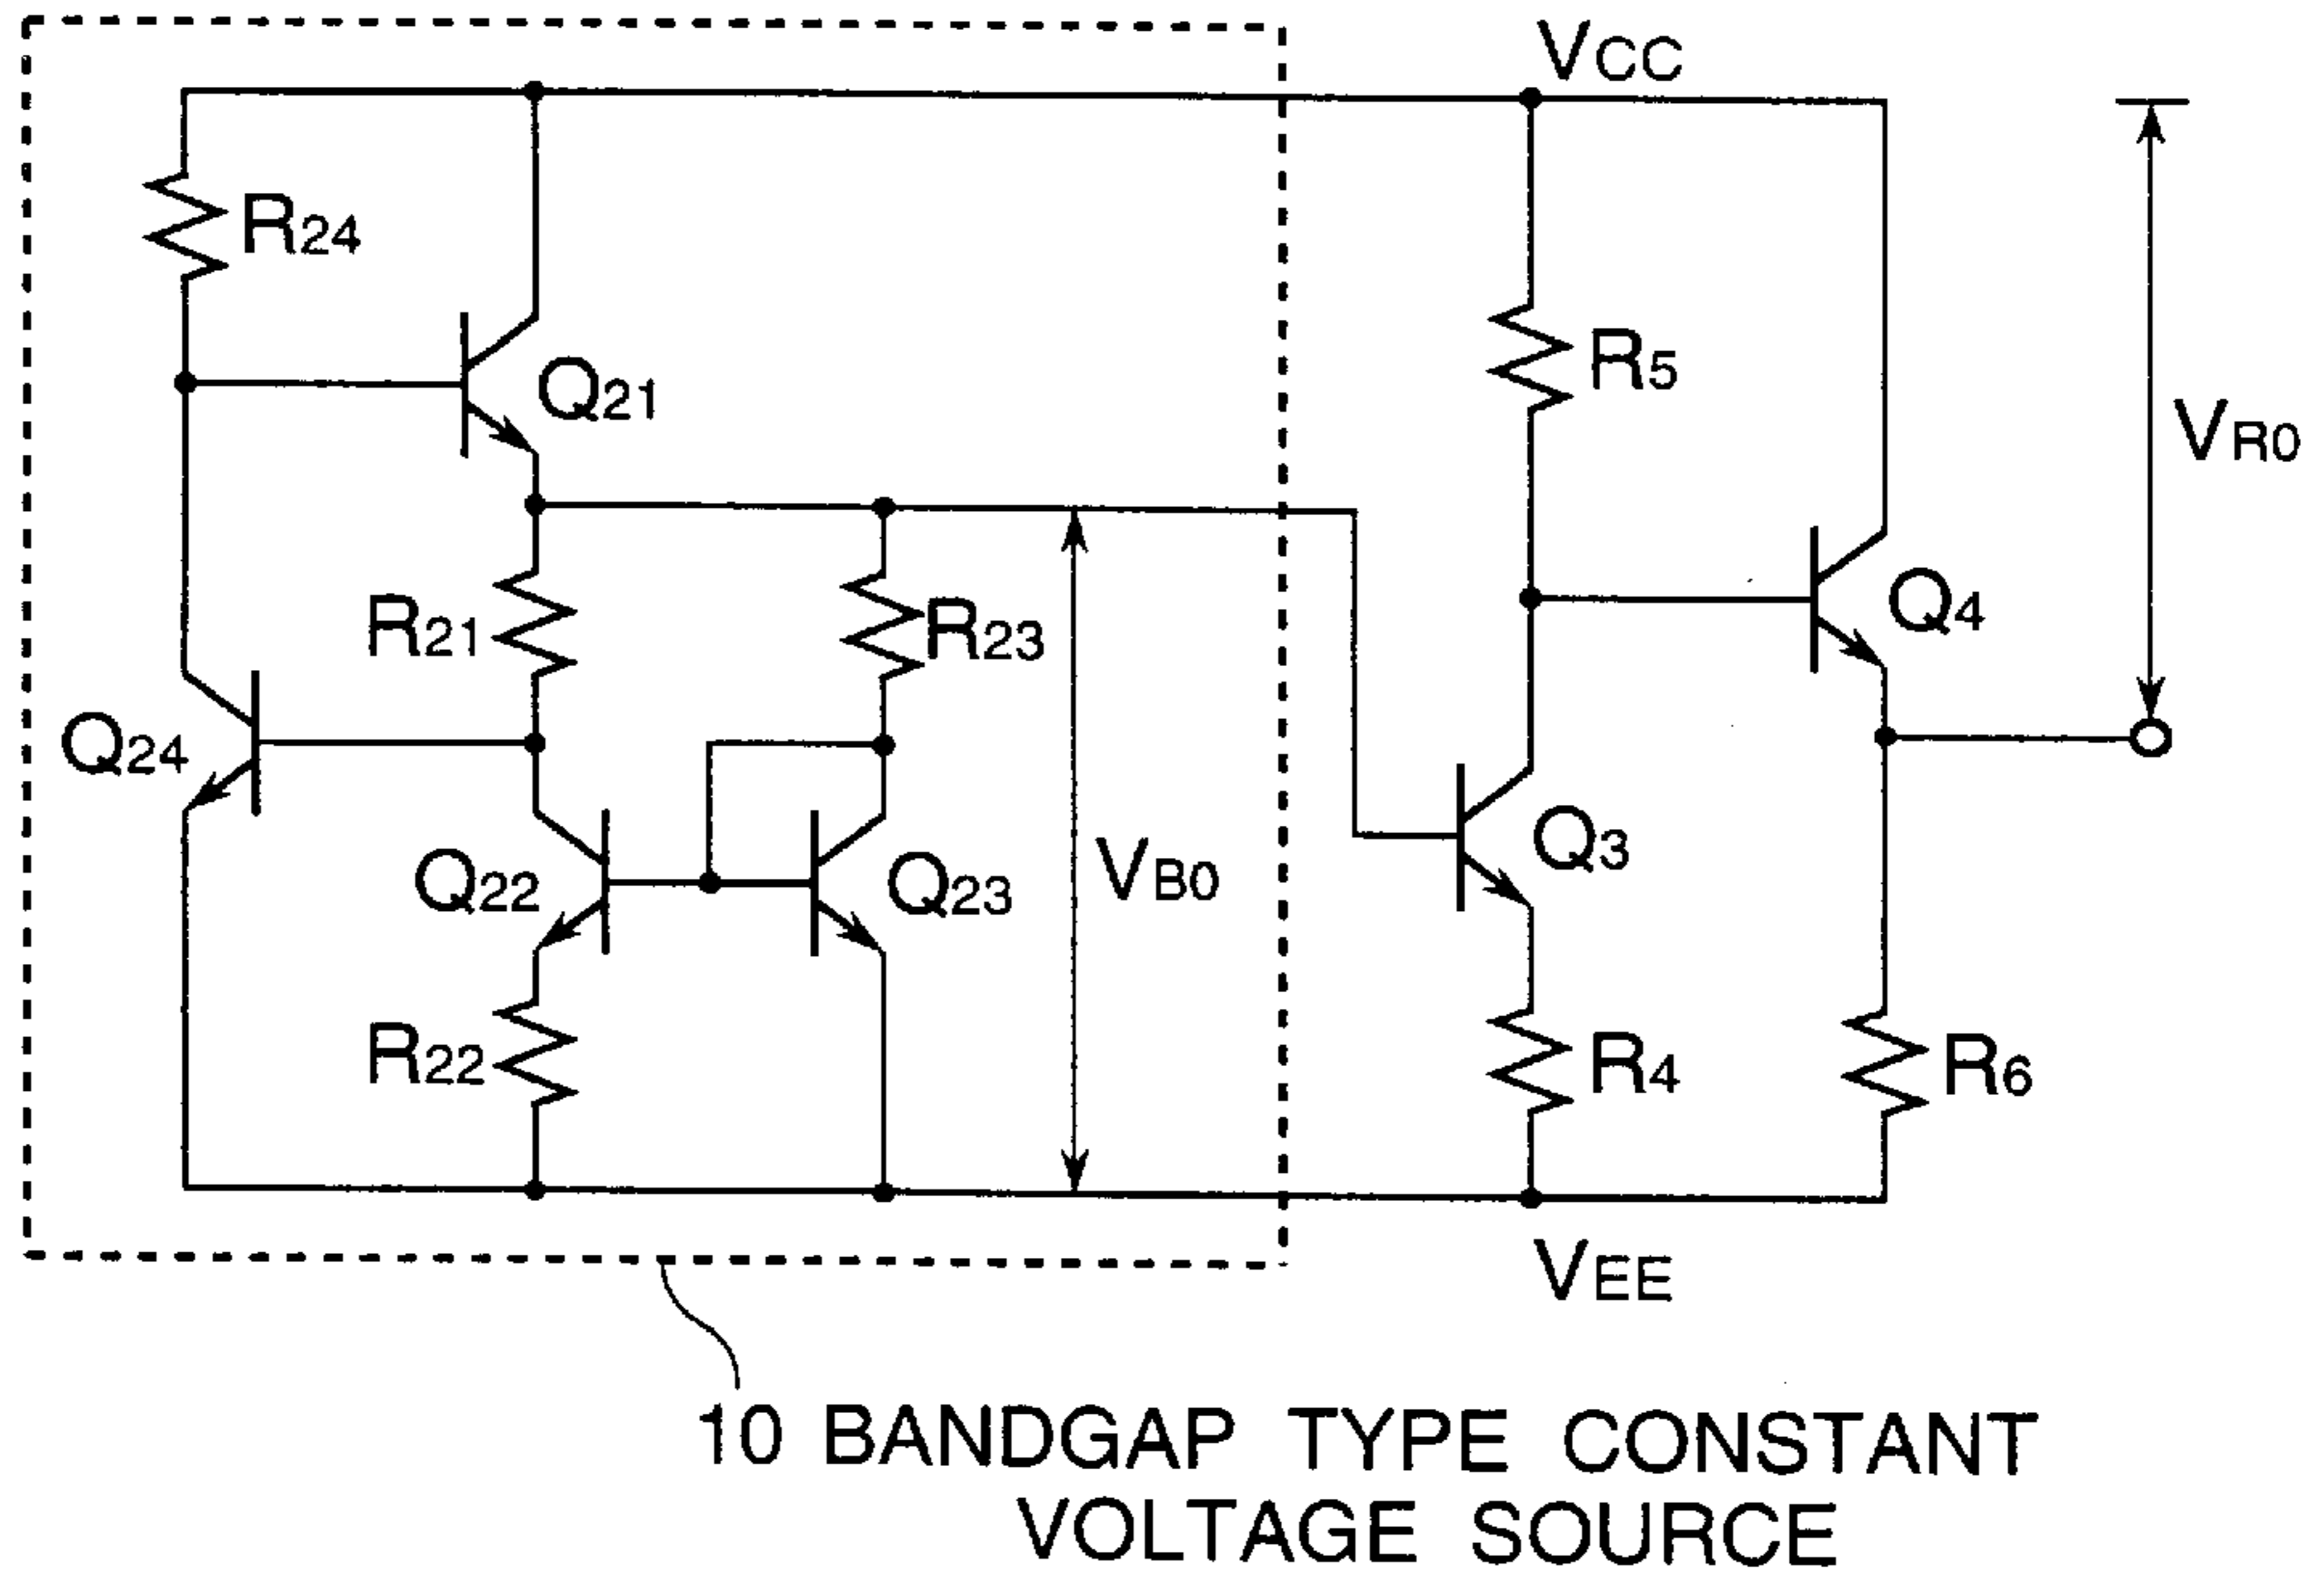 VCC
R24
Q21
R5
VR0
R21
R23
Q4
Q24
Q3
Q22
Q23
VB0
R22
R4
R6
VEE
10 BANDGAP TYPE CONSTANT
VOLTAGE SOURCE